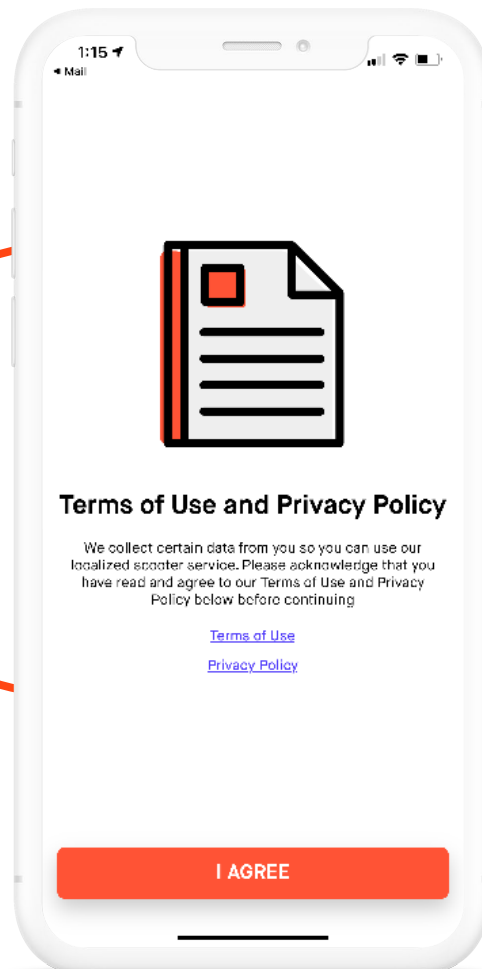 1:15
Mail
Terms of Use and Privacy Policy
We collect certain data from you so you can use our
localized scooter service. Please acknowledge that you
have read and agree to our Terms of Use and Privacy
Policy below before continuing
Terms of Use
Privacy Policy
I AGREE